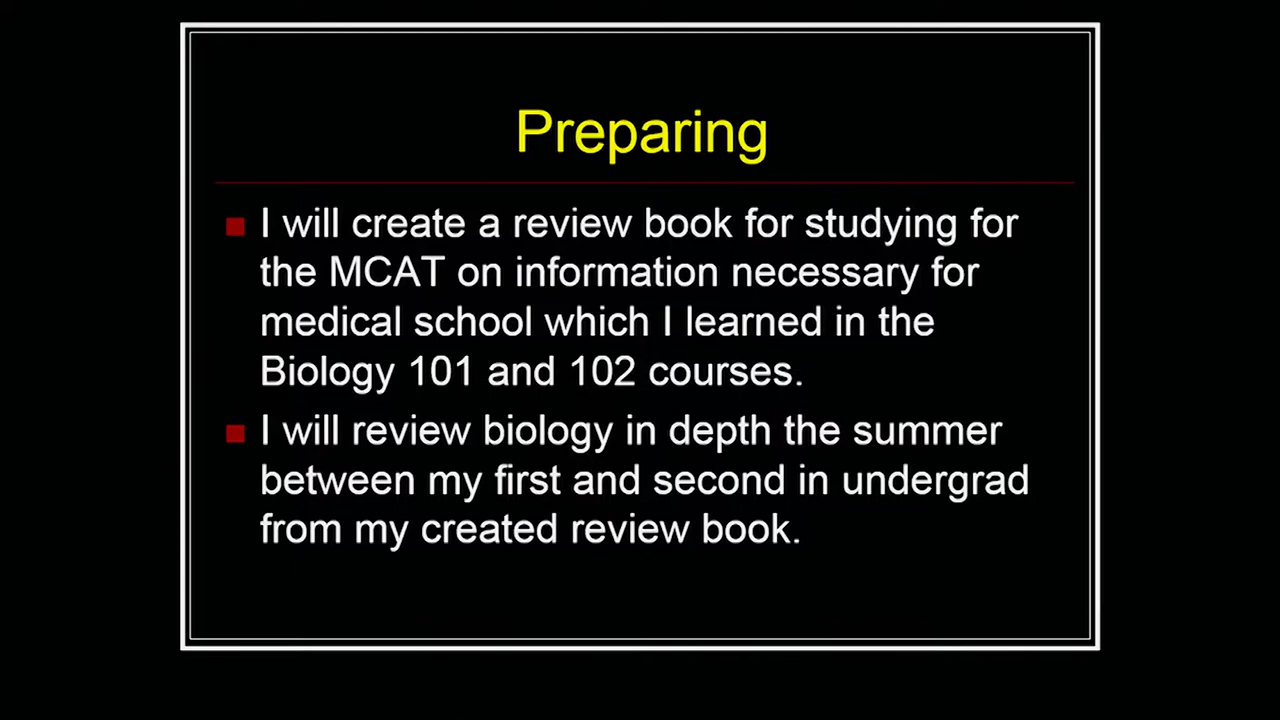 Preparing
I will create a review book for studying for
the MCAT on information necessary for
medical school which I learned in the
Biology 101 and 102 courses.
I will review biology in depth the summer
between my first and second in undergrad
from my created review book.